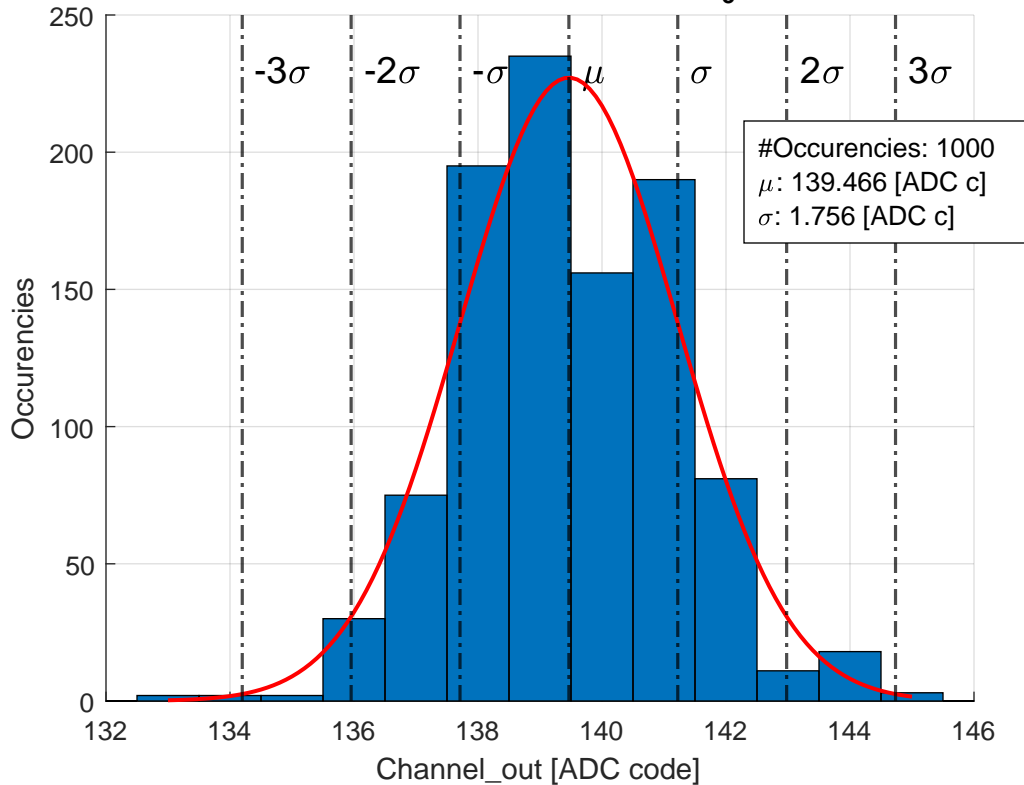 250
200
150
100
50
0
-3σ
-2σ
-σ
μ
σ
2σ
3σ
#Occurencies: 1000
μ: 139.466 [ADC c]
σ: 1.756 [ADC c]
Occurencies
132
134
136
138
140
142
144
146
Channel_out [ADC code]